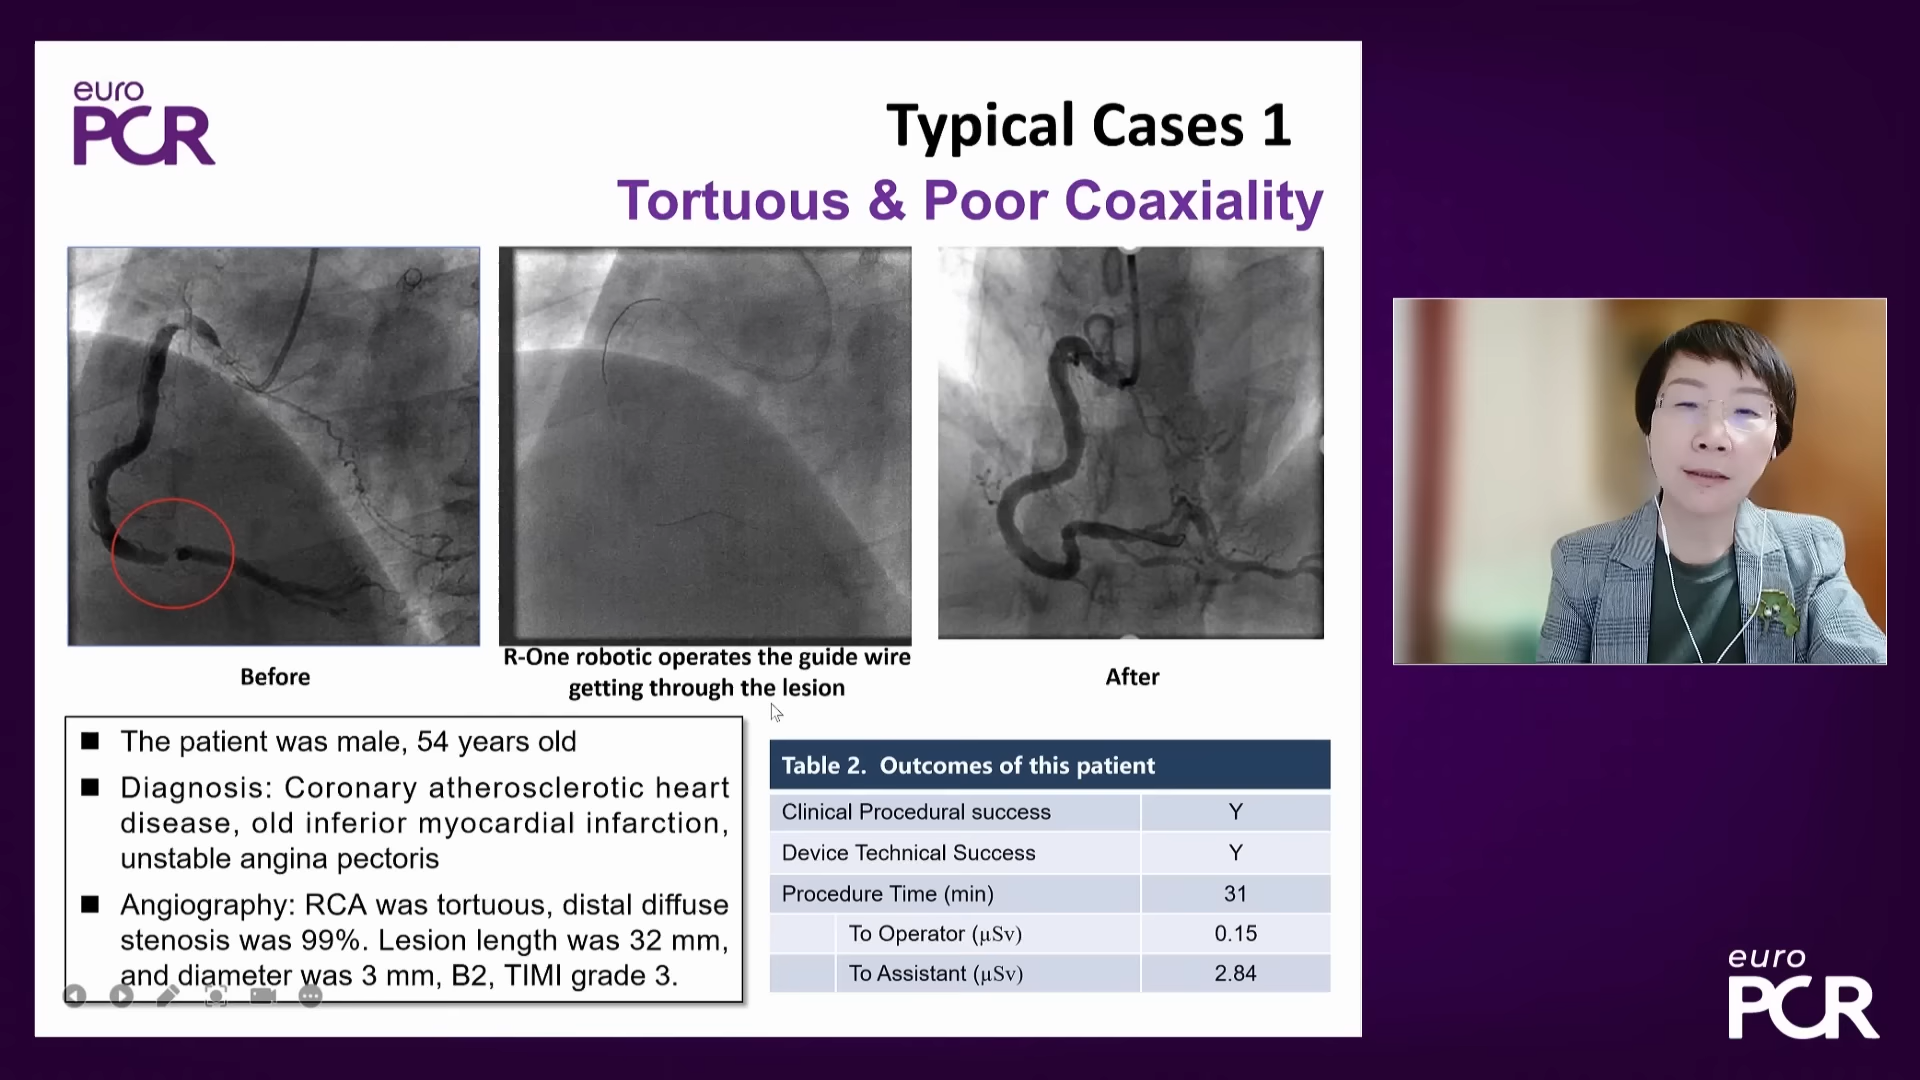 euro
PCR
Typical Cases 1
Tortuous & Poor Coaxiality
Before
R-One robotic operates the guide wire
getting through the lesion
After
■ The patient was male, 54 years old
■ Diagnosis: Coronary atherosclerotic heart
disease, old inferior myocardial infarction,
unstable angina pectoris
■ Angiography: RCA was tortuous, distal diffuse
stenosis was 99%. Lesion length was 32 mm,
and diameter was 3 mm, B2, TIMI grade 3.
Table 2. Outcomes of this patient
Clinical Procedural success Y
Device Technical Success Y
Procedure Time (min) 31
To Operator (μSv) 0.15
To Assistant (μSv) 2.84
euro
PCR